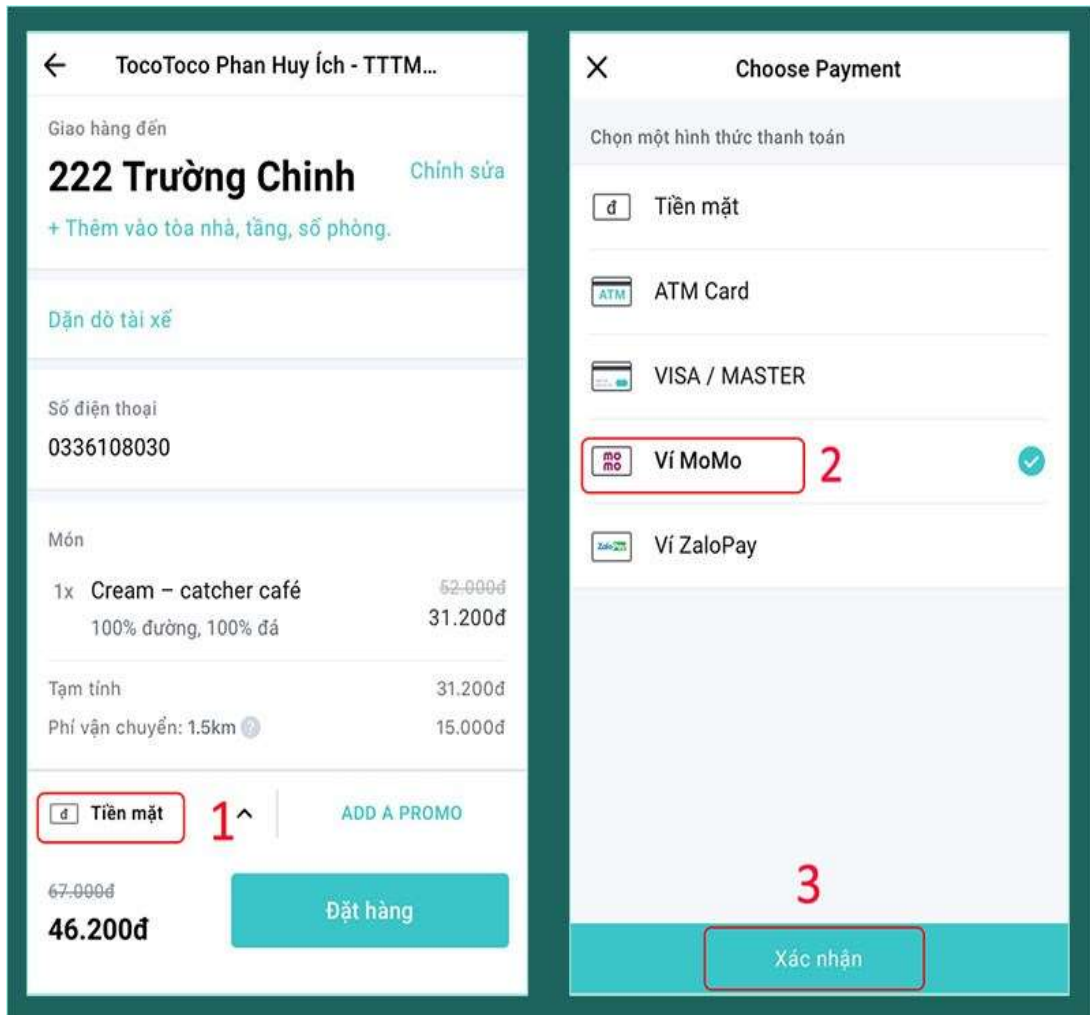 TocoToco Phan Huy Ích - TTTM...
Giao hàng đến
222 Trường Chinh
Chỉnh sửa
+ Thêm vào tòa nhà, tầng, số phòng.
Dặn dò tài xế
Số điện thoại
0336108030
Món
1x Cream – catcher café 52.000đ
100% đường, 100% đá 31.200đ
Tạm tính 31.200đ
Phí vận chuyển: 1.5km ? 15.000đ
đ Tiền mặt 1 ADD A PROMO
67.000đ
46.200đ
Đặt hàng
Choose Payment
Chọn một hình thức thanh toán
đ Tiền mặt
ATM ATM Card
VISA / MASTER
mo mo Ví MoMo 2
ZaloPay Ví ZaloPay
3
Xác nhận